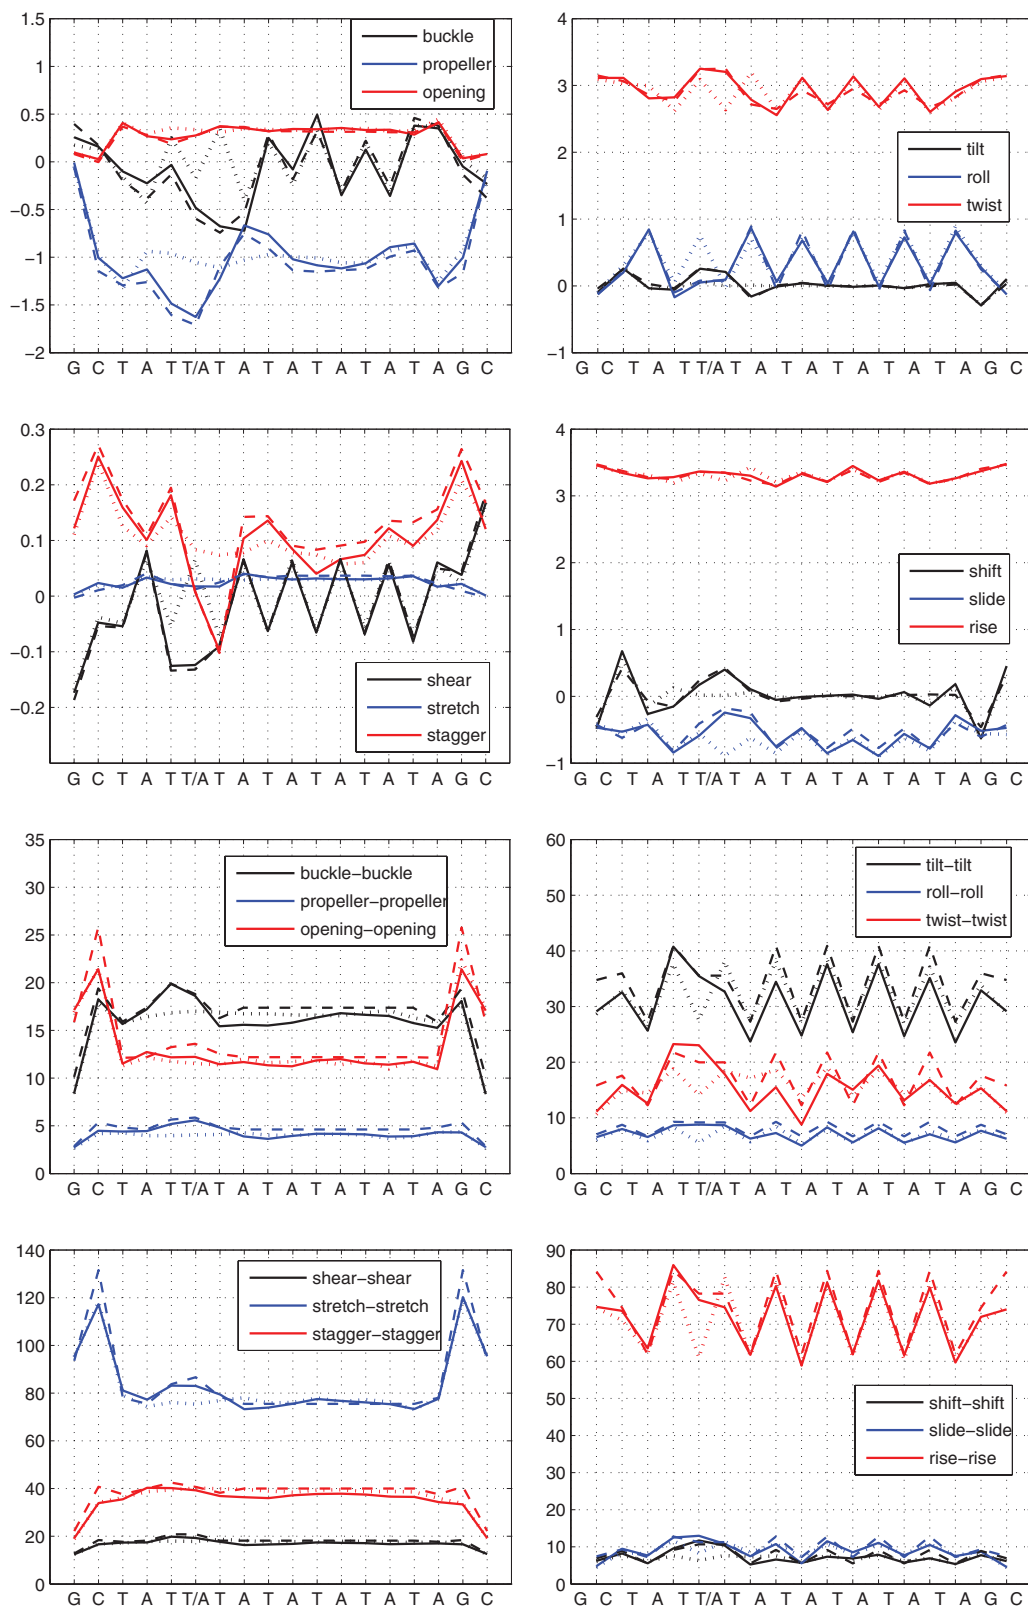 1.5
1
0.5
0
−0.5
−1
−1.5
−2
buckle
propeller
opening
G C T A T T/A T A T A T A T A T A G C
4
3
2
1
0
−1
tilt
roll
twist
G C T A T T/A T A T A T A T A T A G C
0.3
0.2
0.1
0
−0.1
−0.2
shear
stretch
stagger
G C T A T T/A T A T A T A T A T A G C
4
3
2
1
0
−1
shift
slide
rise
G C T A T T/A T A T A T A T A T A G C
35
30
25
20
15
10
5
0
buckle−buckle
propeller−propeller
opening−opening
G C T A T T/A T A T A T A T A T A G C
60
50
40
30
20
10
0
tilt−tilt
roll−roll
twist−twist
G C T A T T/A T A T A T A T A T A G C
140
120
100
80
60
40
20
0
shear−shear
stretch−stretch
stagger−stagger
G C T A T T/A T A T A T A T A T A G C
90
80
70
60
50
40
30
20
10
0
shift−shift
slide−slide
rise−rise
G C T A T T/A T A T A T A T A T A G C